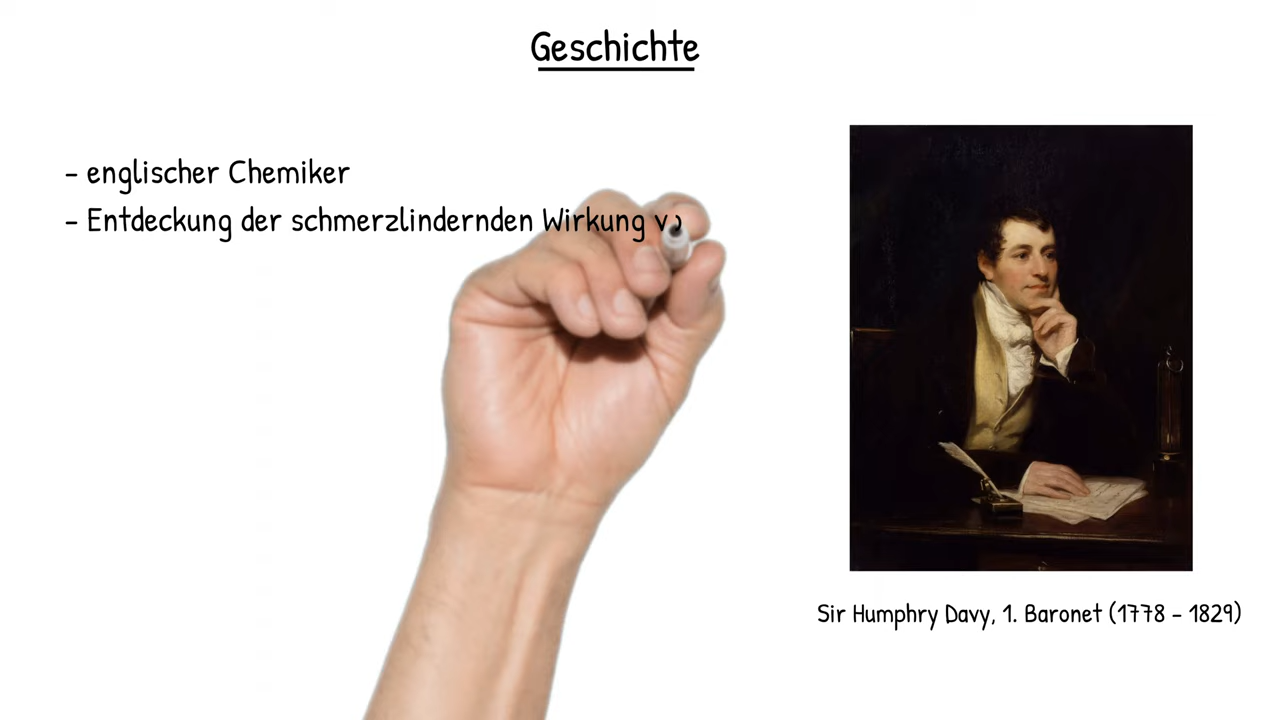 Geschichte
- englischer Chemiker
- Entdeckung der schmerzlindernden Wirkung
Sir Humphry Davy, 1. Baronet (1778 - 1829)